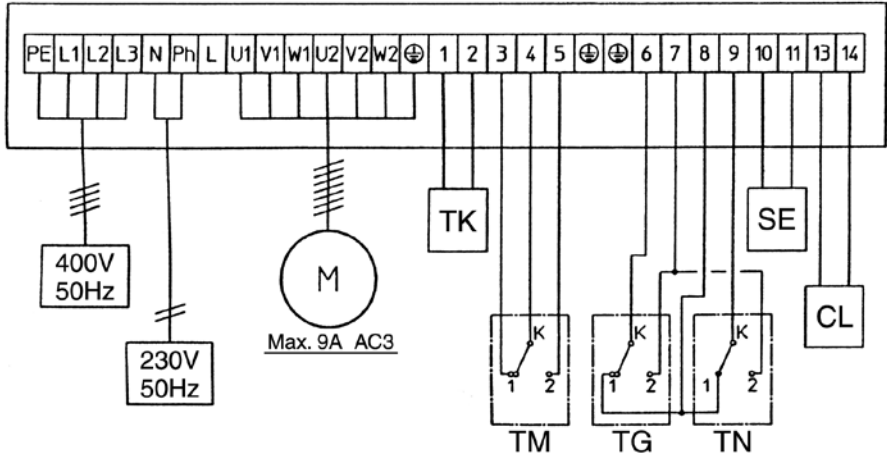 PE L1 L2 L3 N Ph L U1 V1 W1 U2 V2 W2 1 2 3 4 5 6 7 8 9 10 11 13 14
TK
SE
400V
50Hz
M
CL
Max. 9A AC3
230V
50Hz
K
1 2
K
1 2
K
1 2
TM TG TN